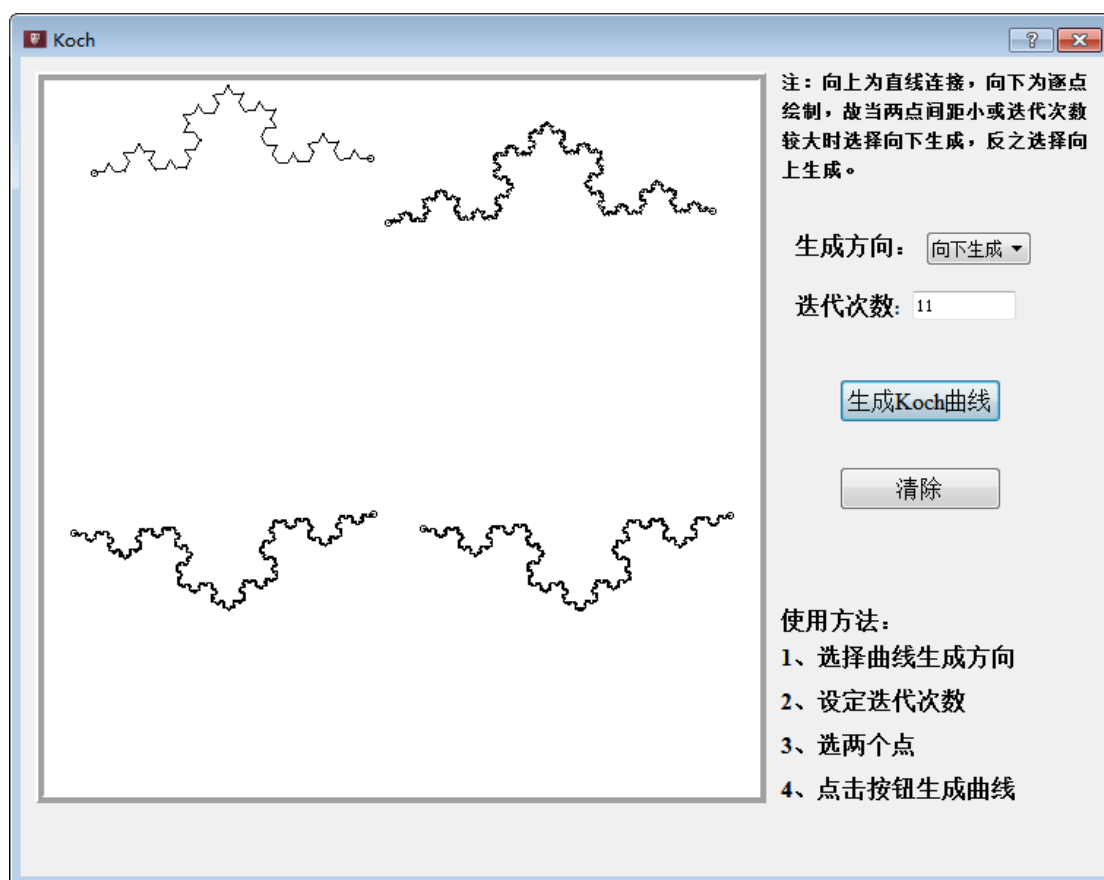 Koch
注：向上为直线连接，向下为逐点
绘制，故当两点间距小或迭代次数
较大时选择向下生成，反之选择向
上生成。
生成方向： 向下生成
迭代次数: 11
生成Koch曲线
清除
使用方法：
1、选择曲线生成方向
2、设定迭代次数
3、选两个点
4、点击按钮生成曲线